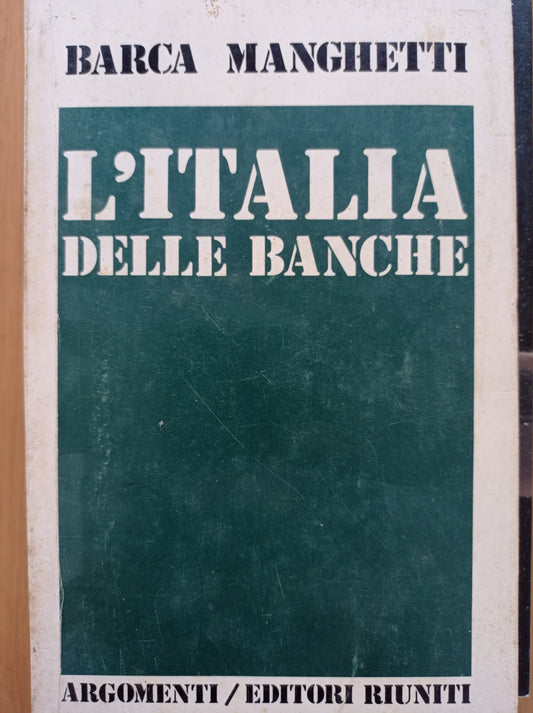 BARCA MANGHETTI
L'ITALIA
DELLE BANCHE
ARGOMENTI/EDITORI RIUNITI